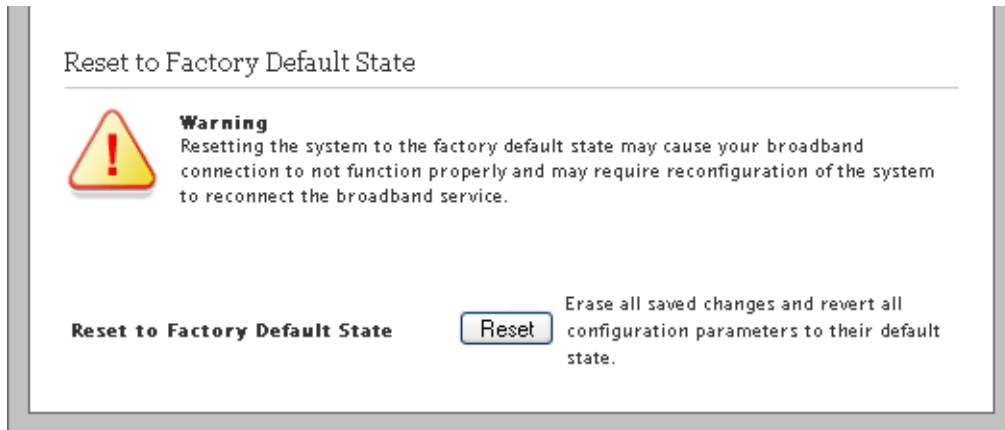 Reset to Factory Default State
Warning
Resetting the system to the factory default state may cause your broadband
connection to not function properly and may require reconfiguration of the system
to reconnect the broadband service.
Reset to Factory Default State
Reset
Erase all saved changes and revert all
configuration parameters to their default
state.